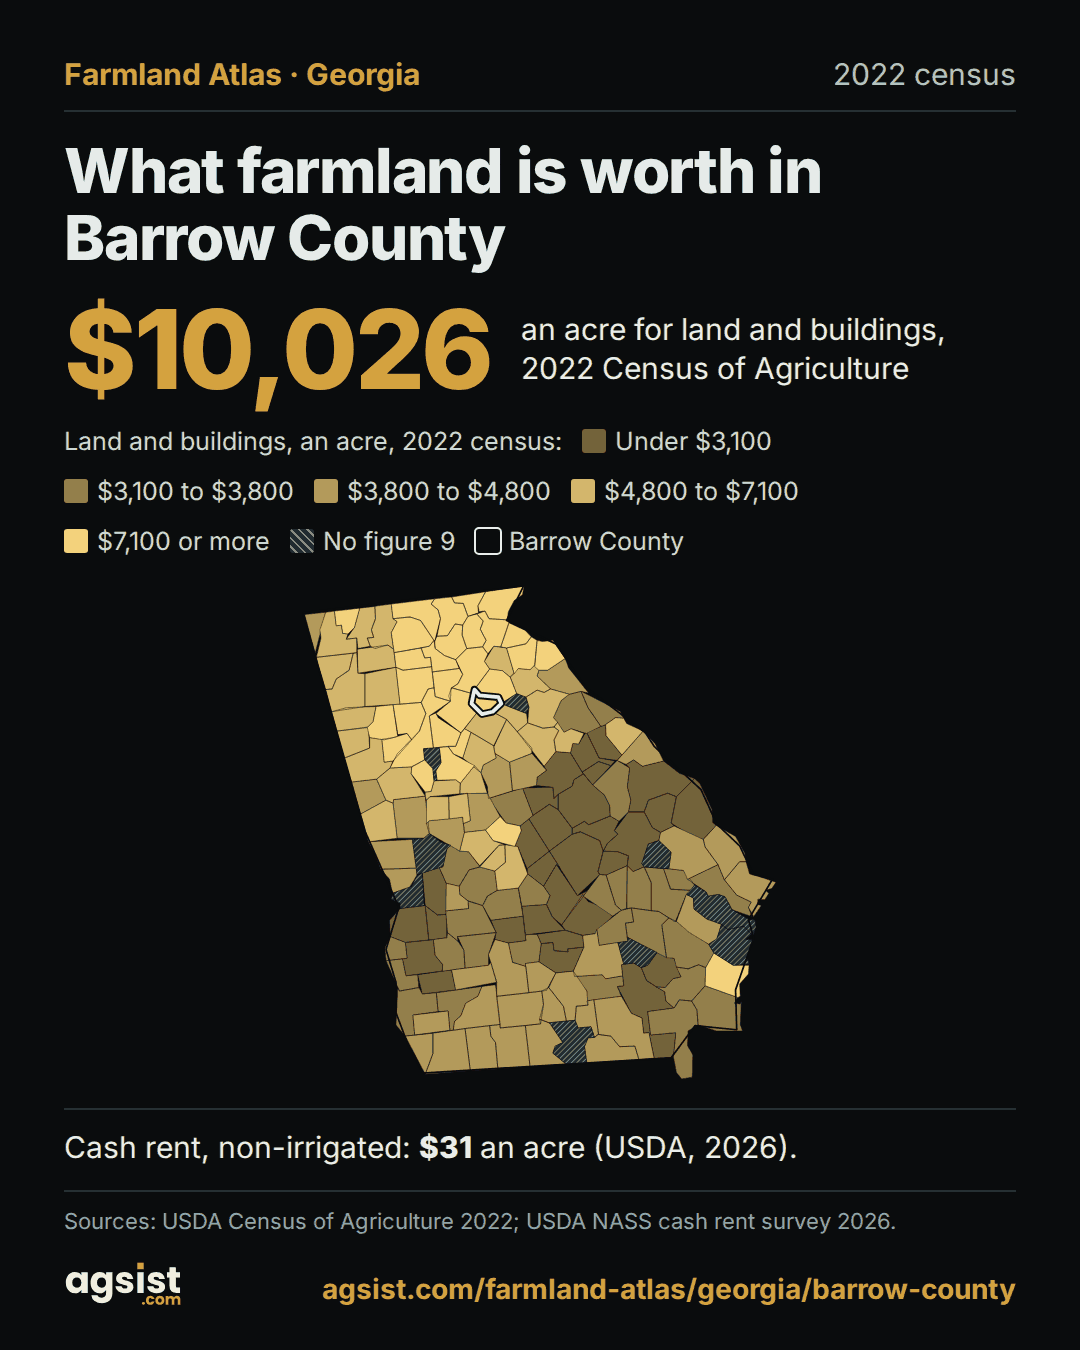 Farmland Atlas · Georgia
2022 census
What farmland is worth in
Barrow County
$10,026
an acre for land and buildings,
2022 Census of Agriculture
Land and buildings, an acre, 2022 census: Under $3,100
$3,100 to $3,800 $3,800 to $4,800 $4,800 to $7,100
$7,100 or more No figure 9 Barrow County
Cash rent, non-irrigated: $31 an acre (USDA, 2026).
Sources: USDA Census of Agriculture 2022; USDA NASS cash rent survey 2026.
agsist
.com
agsist.com/farmland-atlas/georgia/barrow-county